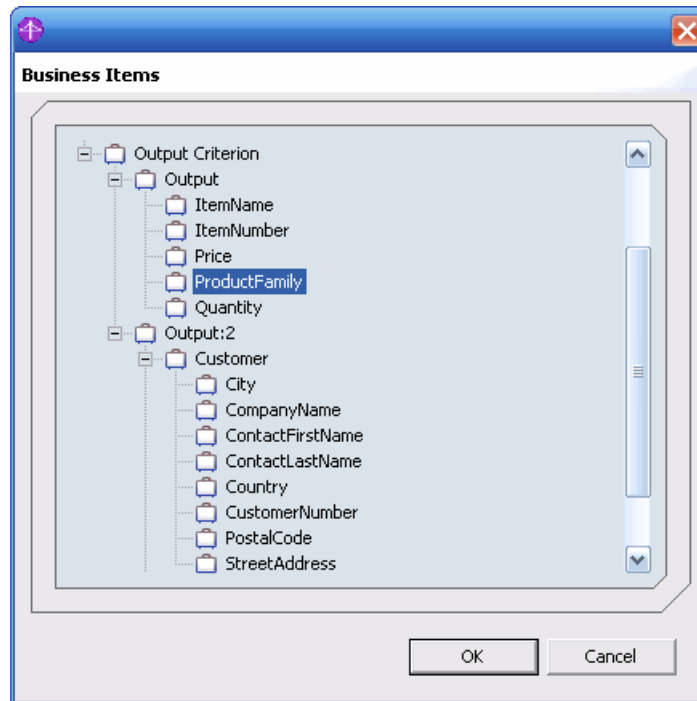 Business Items
Output Criterion
Output
ItemName
ItemNumber
Price
ProductFamily
Quantity
Output:2
Customer
City
CompanyName
ContactFirstName
ContactLastName
Country
CustomerNumber
PostalCode
StreetAddress
OK Cancel